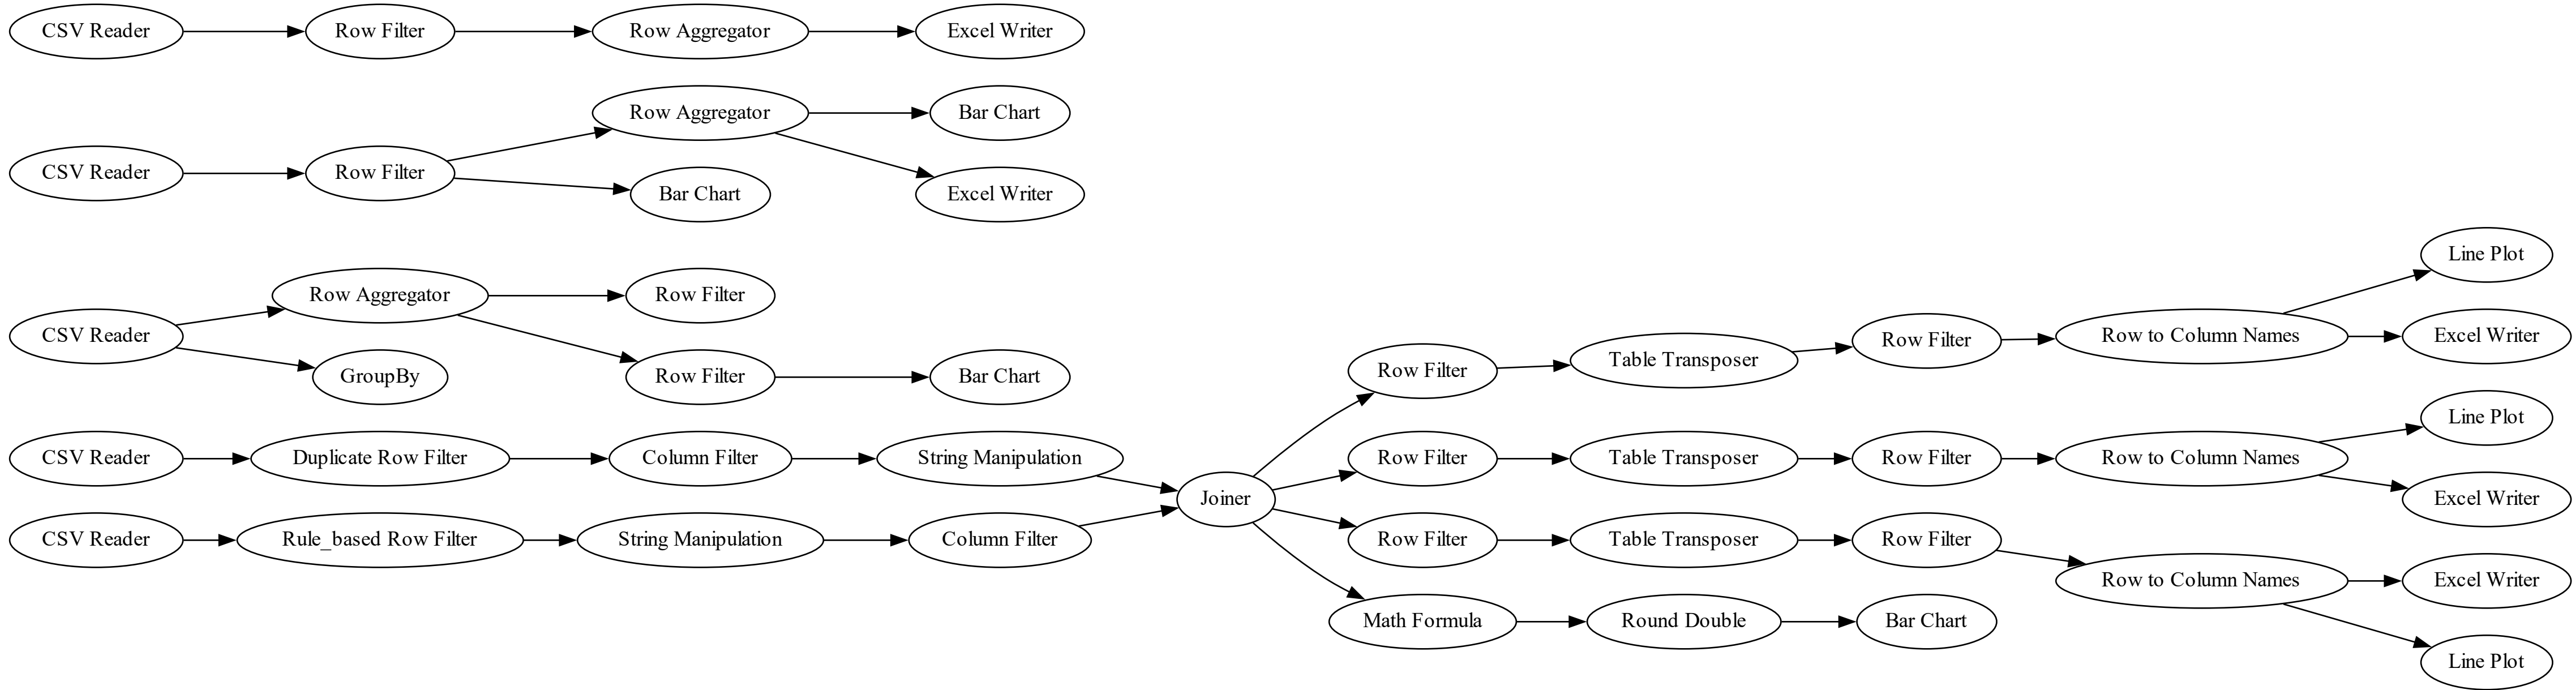 CSV Reader
Row Filter
Row Aggregator
Excel Writer
CSV Reader
Row Filter
Row Aggregator
Bar Chart
Bar Chart
Excel Writer
CSV Reader
Row Aggregator
GroupBy
Row Filter
Row Filter
Bar Chart
CSV Reader
Duplicate Row Filter
Column Filter
String Manipulation
CSV Reader
Rule_based Row Filter
String Manipulation
Column Filter
Joiner
Row Filter
Table Transposer
Row Filter
Row to Column Names
Line Plot
Excel Writer
Row Filter
Table Transposer
Row Filter
Row to Column Names
Line Plot
Excel Writer
Row Filter
Table Transposer
Row Filter
Row to Column Names
Excel Writer
Line Plot
Math Formula
Round Double
Bar Chart